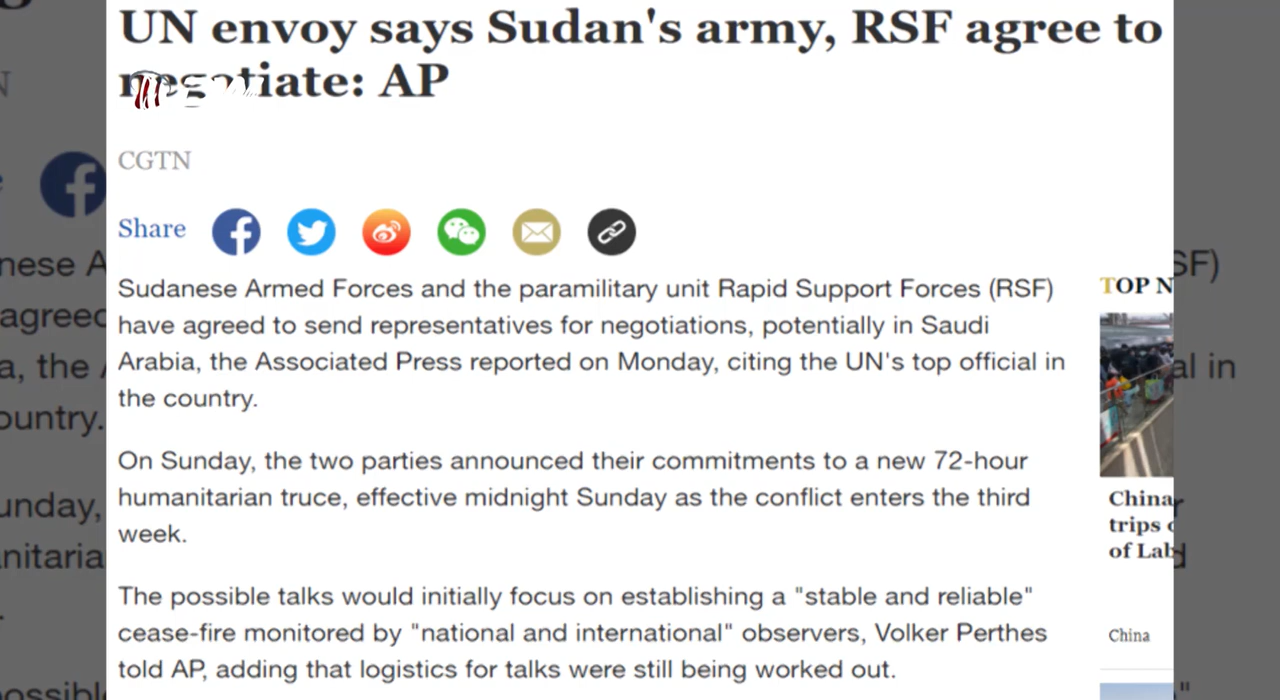 UN envoy says Sudan's army, RSF agree to
negotiate: AP
CGTN
Share
Sudanese Armed Forces and the paramilitary unit Rapid Support Forces (RSF)
have agreed to send representatives for negotiations, potentially in Saudi
Arabia, the Associated Press reported on Monday, citing the UN's top official in
the country.
On Sunday, the two parties announced their commitments to a new 72-hour
humanitarian truce, effective midnight Sunday as the conflict enters the third
week.
The possible talks would initially focus on establishing a "stable and reliable"
cease-fire monitored by "national and international" observers, Volker Perthes
told AP, adding that logistics for talks were still being worked out.
TOP N
China,
trips
of Lab
China